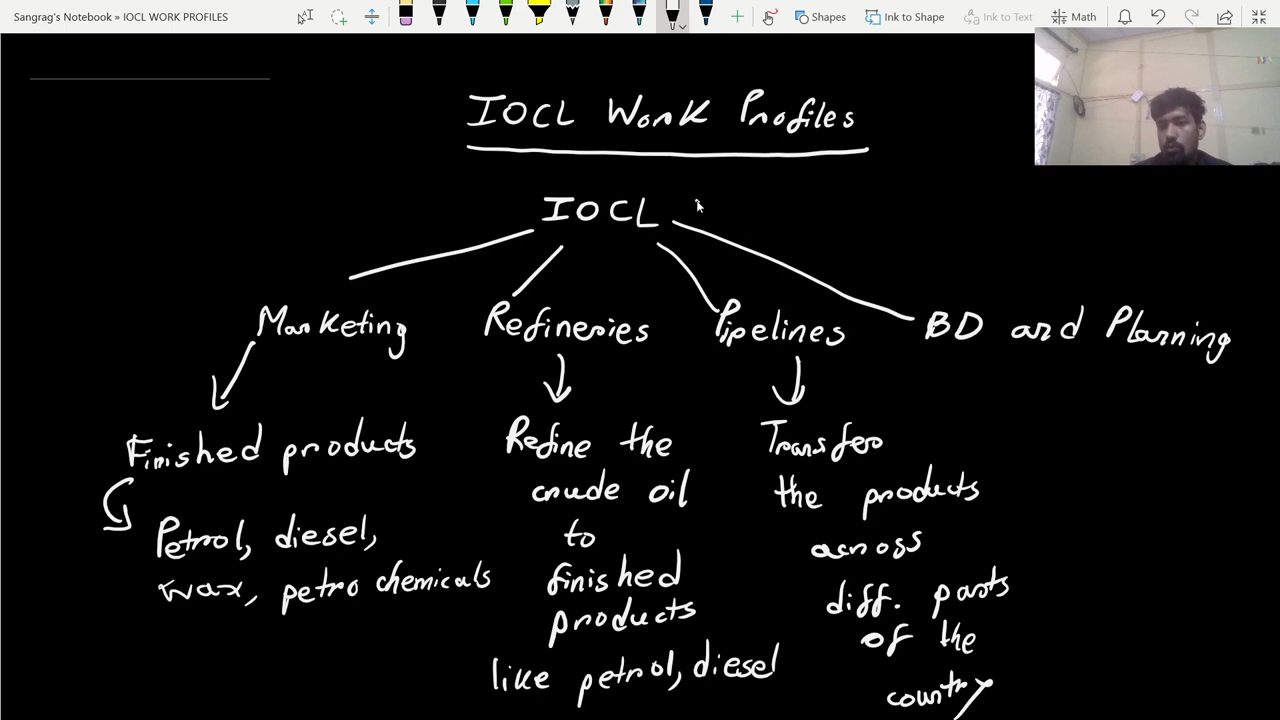 Sangrag's Notebook » IOCL WORK PROFILES
Shapes
Ink to Shape
Ink to Text
Math
IOCL Work Profiles
IOCL
Marketing
Refineries
Pipelines
BD and Planning
Finished products
Petrol, diesel,
wax, petro chemicals
Refine the
crude oil
to
finished
products
like petrol, diesel
Transfer
the products
across
diff. parts
of the
country